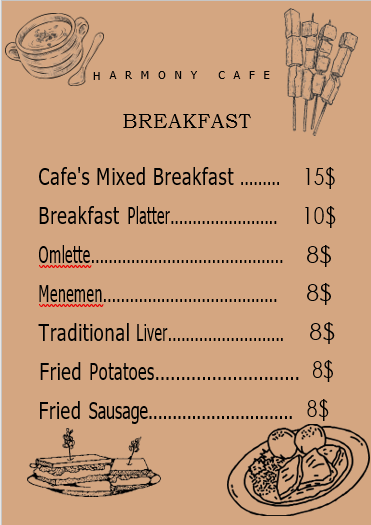 HARMONY CAFE
BREAKFAST
Cafe's Mixed Breakfast ......... 15$
Breakfast Platter.............................. 10$
Omlette.............................................. 8$
Menemen.......................................... 8$
Traditional Liver................................ 8$
Fried Potatoes................................ 8$
Fried Sausage................................ 8$